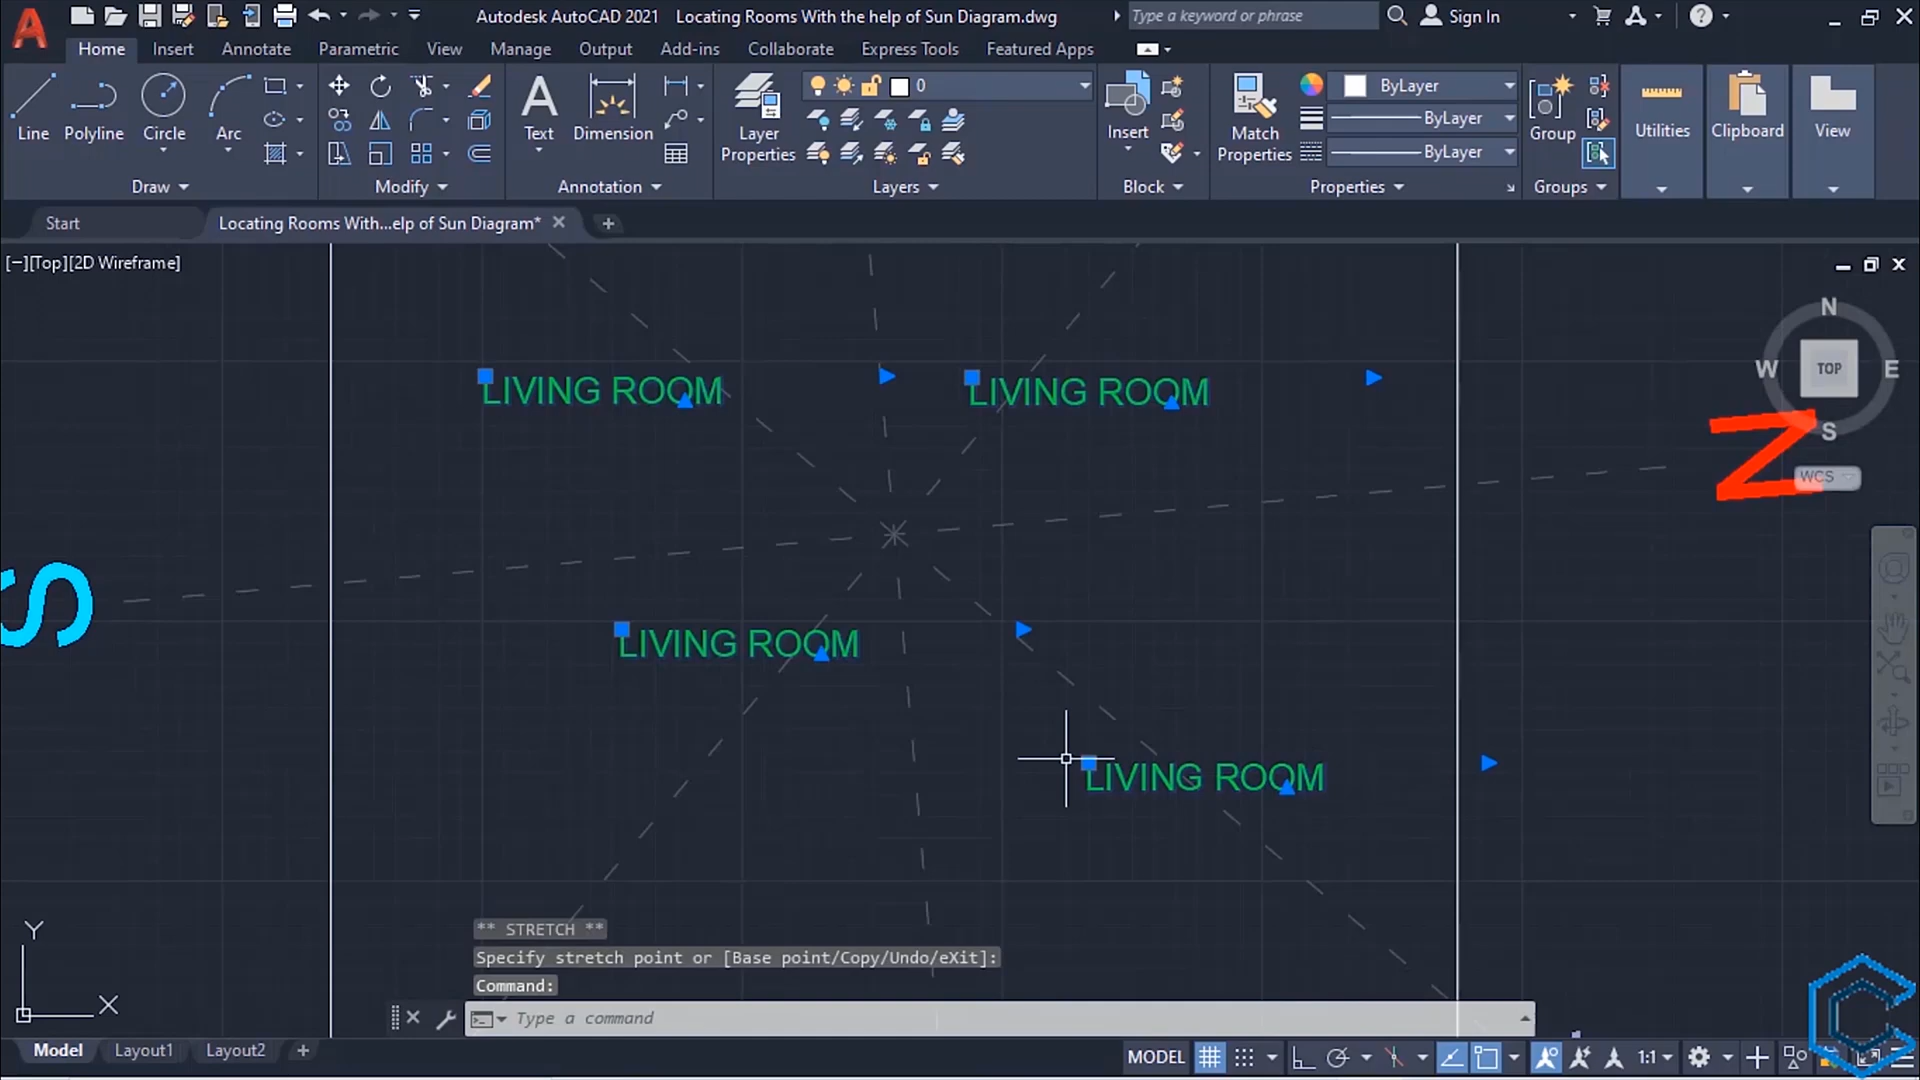 Autodesk AutoCAD 2021 Locating Rooms With the help of Sun Diagram.dwg
Type a keyword or phrase
Sign In
Home Insert Annotate Parametric View Manage Output Add-ins Collaborate Express Tools Featured Apps
0
ByLayer
ByLayer
ByLayer
Line Polyline Circle Arc
Text Dimension
Layer Properties
Insert
Match Properties
Group
Utilities Clipboard View
Draw Modify Annotation Layers Block Properties Groups
Start
Locating Rooms With...elp of Sun Diagram*
[−][Top][2D Wireframe]
N
W TOP E
S
WCS
N
LIVING ROOM LIVING ROOM
S
LIVING ROOM
LIVING ROOM
** STRETCH **
Specify stretch point or [Base point/Copy/Undo/eXit]:
Command:
Type a command
Y
X
Model Layout1 Layout2
MODEL
1:1